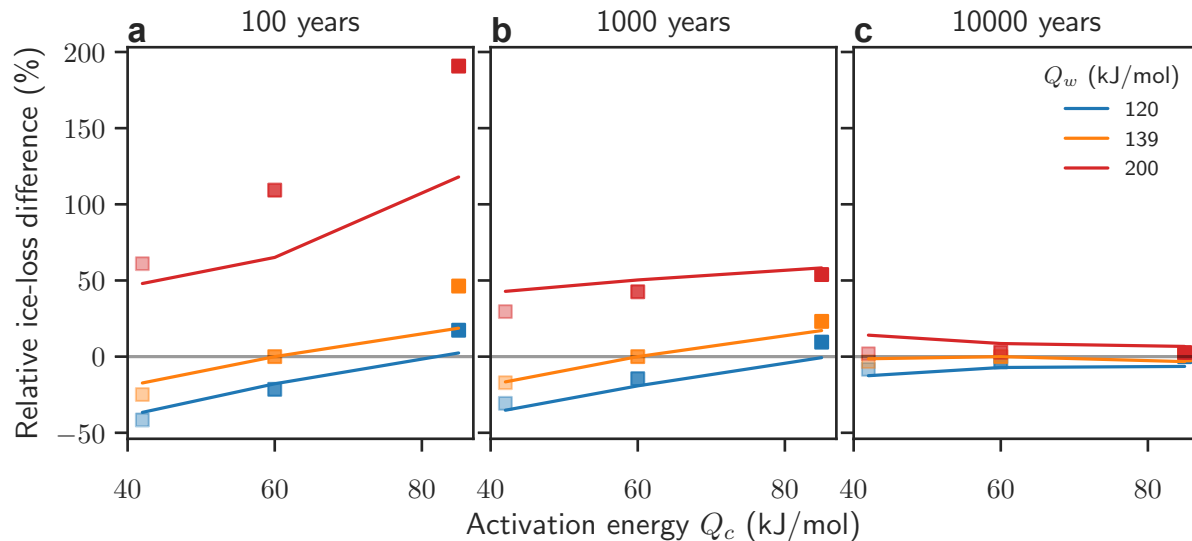 a 100 years b 1000 years c 10000 years
Relative ice-loss difference (%)
200
150
100
50
0
−50
Q_w (kJ/mol)
120
139
200
40 60 80 40 60 80 40 60 80
Activation energy Q_c (kJ/mol)